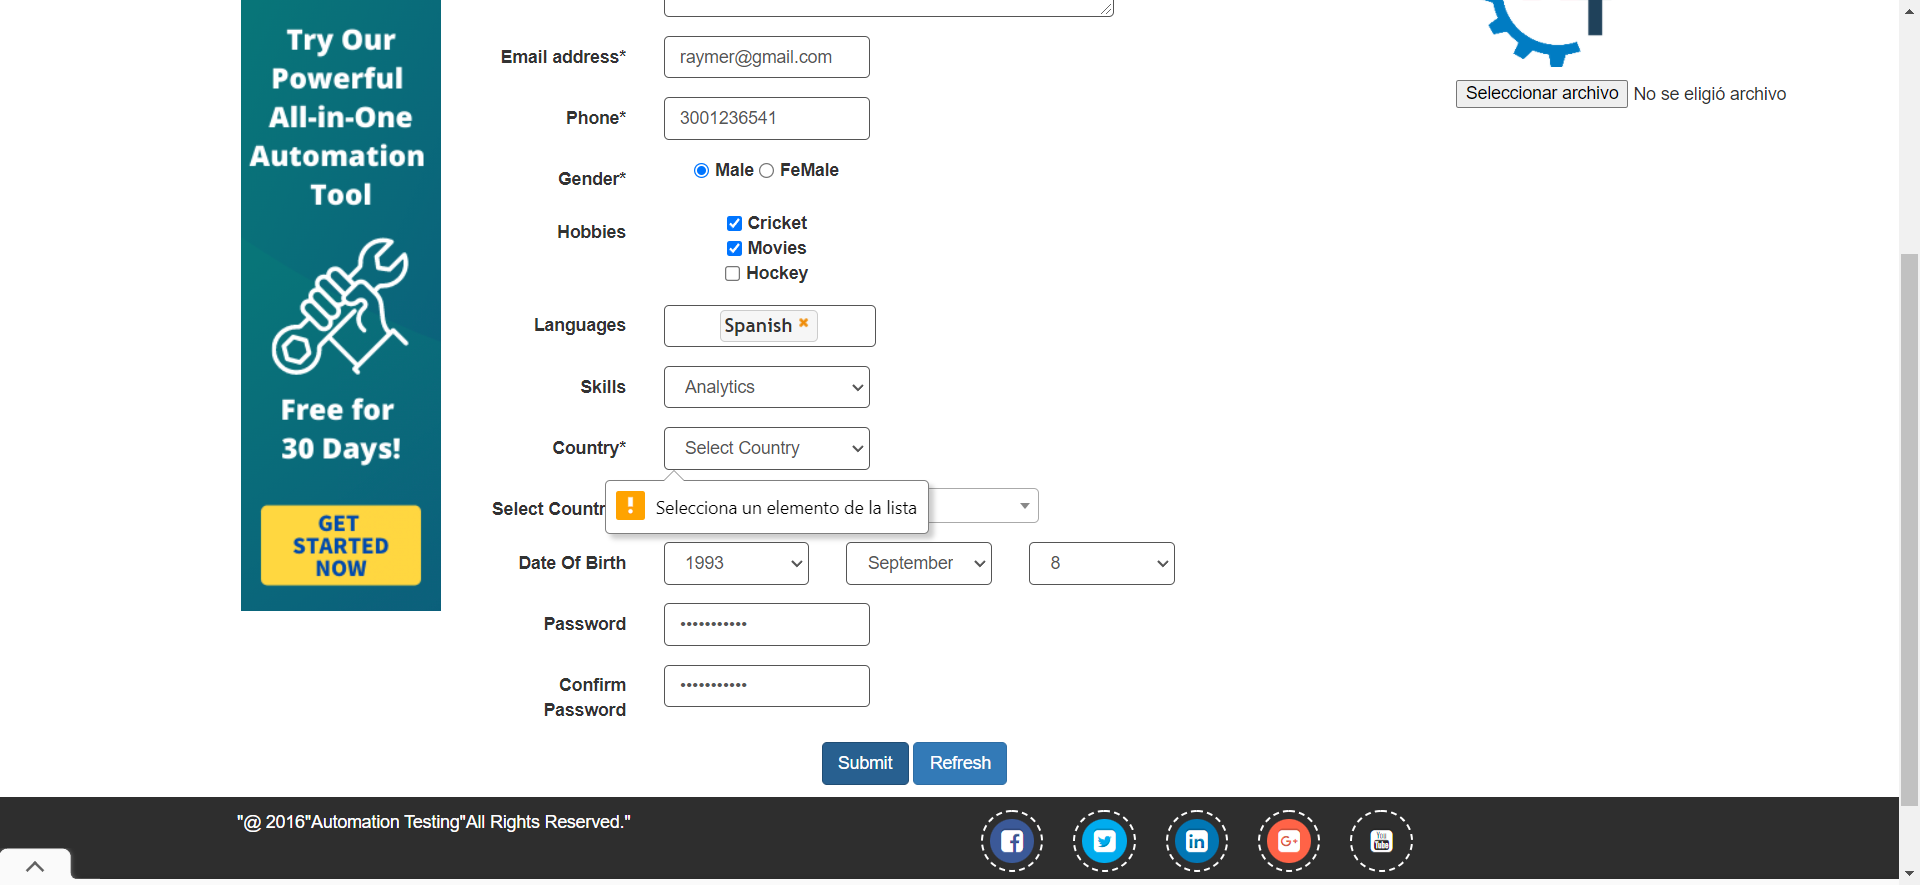 Try Our
Powerful
All-in-One
Automation
Tool
Free for
30 Days!
GET
STARTED
NOW
Email address*
raymer@gmail.com
Phone*
3001236541
Gender*
Male
FeMale
Hobbies
Cricket
Movies
Hockey
Languages
Spanish
Skills
Analytics
Country*
Select Country
Selecciona un elemento de la lista
Select Countr
Date Of Birth
1993
September
8
Password
•••••••••••
Confirm
Password
•••••••••••
Submit
Refresh
Seleccionar archivo
No se eligió archivo
"@ 2016"Automation Testing"All Rights Reserved."
f
in
G+
You
Tube